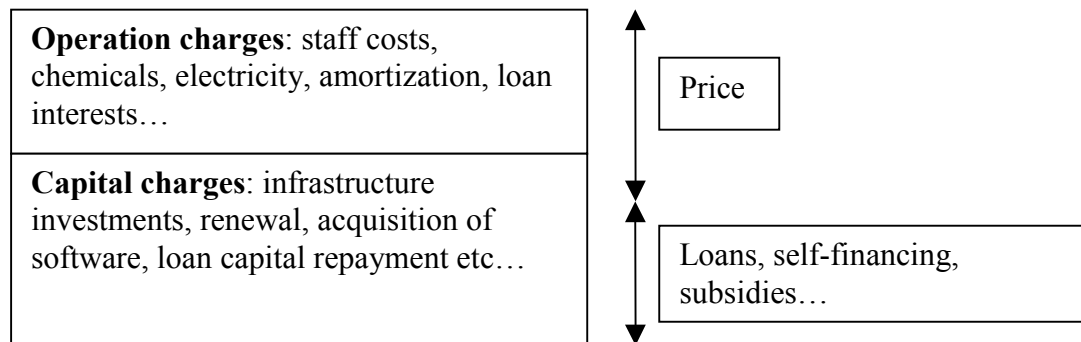 Operation charges: staff costs,
chemicals, electricity, amortization, loan
interests…
Price
Capital charges: infrastructure
investments, renewal, acquisition of
software, loan capital repayment etc…
Loans, self-financing,
subsidies…